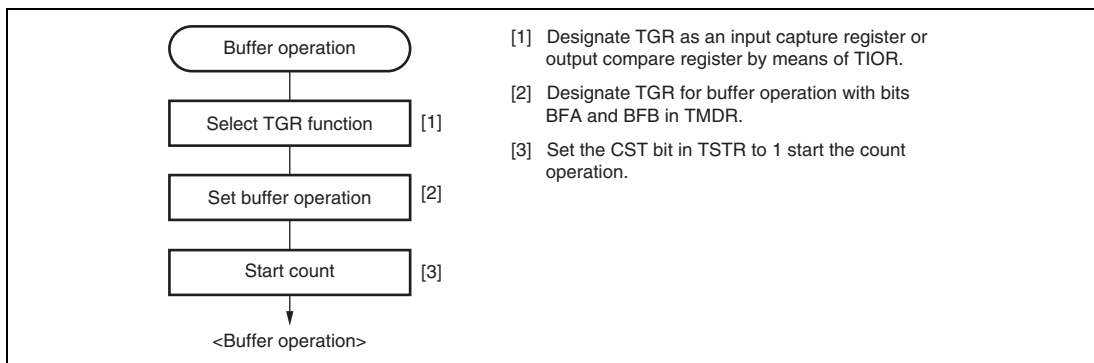 Buffer operation
Select TGR function
[1]
Set buffer operation
[2]
Start count
[3]
<Buffer operation>
[1] Designate TGR as an input capture register or
output compare register by means of TIOR.
[2] Designate TGR for buffer operation with bits
BFA and BFB in TMDR.
[3] Set the CST bit in TSTR to 1 start the count
operation.